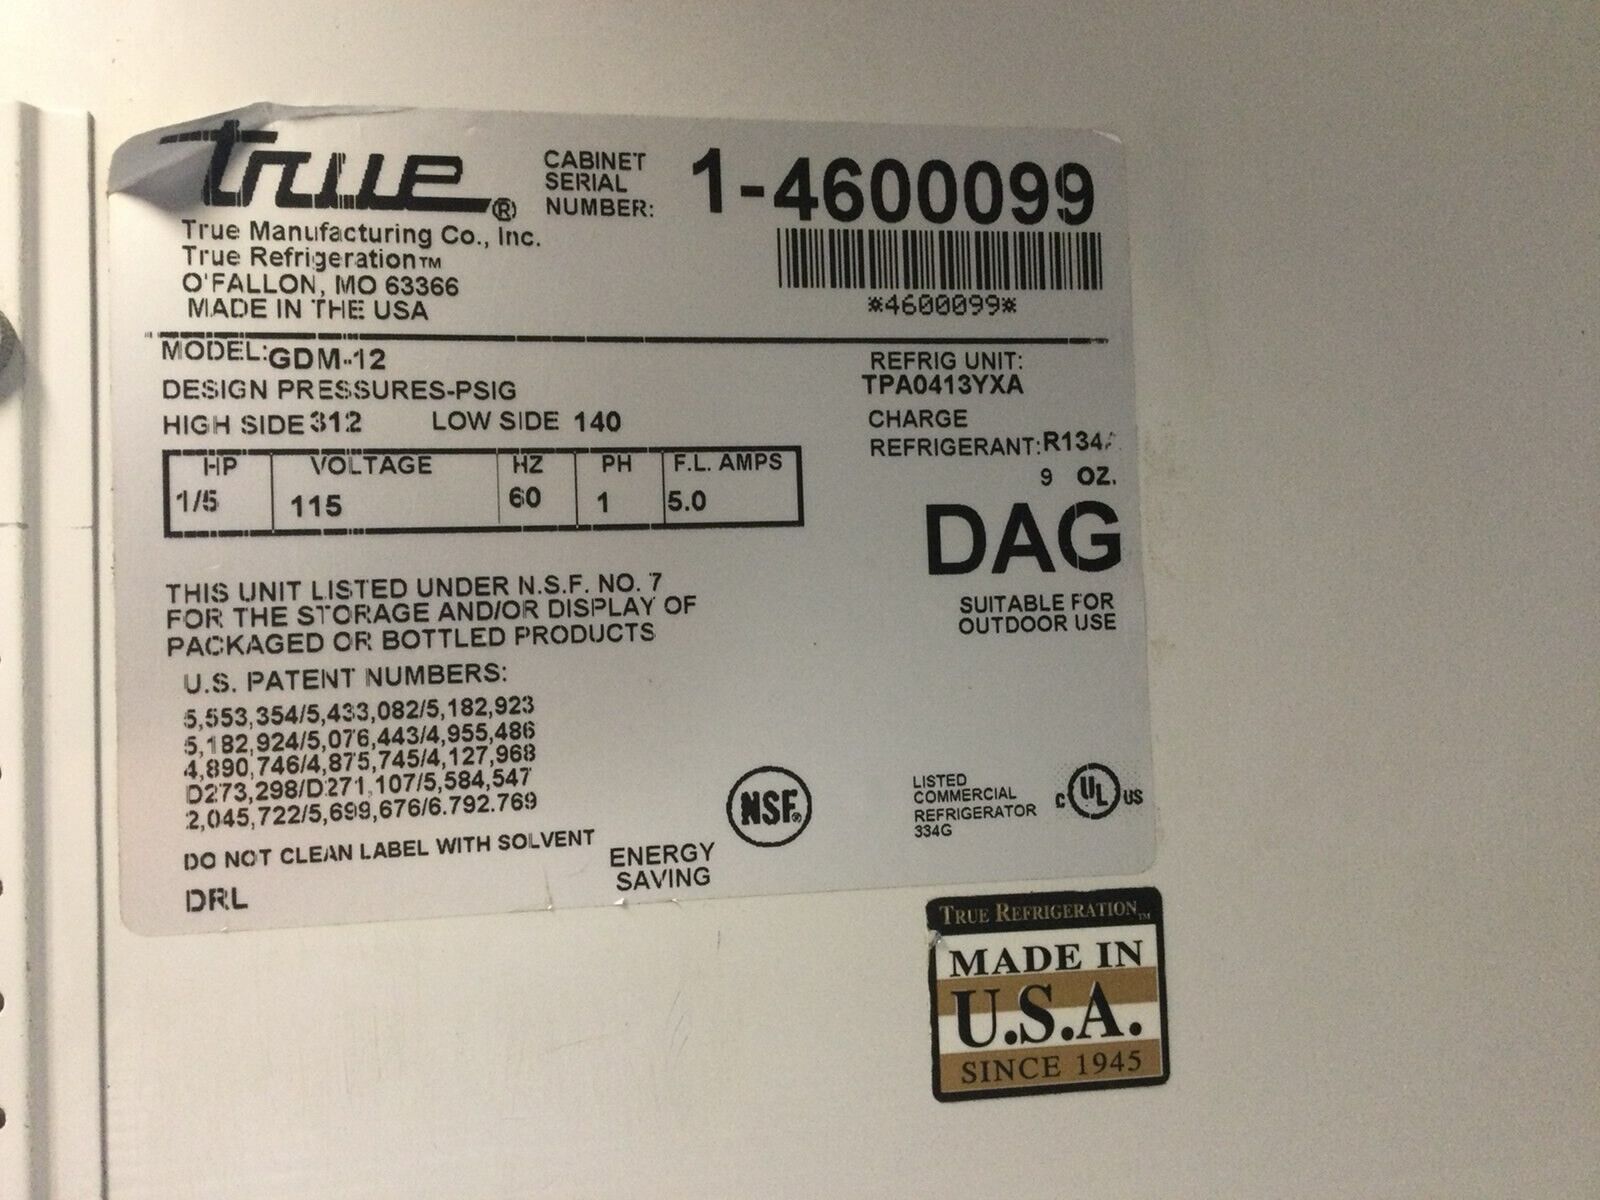 true®
True Manufacturing Co., Inc.
True Refrigeration™
O'FALLON, MO 63366
MADE IN THE USA
CABINET
SERIAL
NUMBER:
1-4600099
*4600099*
MODEL:GDM-12
DESIGN PRESSURES-PSIG
HIGH SIDE 312 LOW SIDE 140
REFRIG UNIT:
TPA0413YXA
CHARGE
REFRIGERANT:R134A
9 OZ.
HP VOLTAGE HZ PH F.L. AMPS
1/5 115 60 1 5.0
DAG
SUITABLE FOR
OUTDOOR USE
THIS UNIT LISTED UNDER N.S.F. NO. 7
FOR THE STORAGE AND/OR DISPLAY OF
PACKAGED OR BOTTLED PRODUCTS
U.S. PATENT NUMBERS:
5,553,354/5,433,082/5,182,923
5,182,924/5,076,443/4,955,486
4,890,746/4,875,745/4,127,968
D273,298/D271,107/5,584,547
2,045,722/5,699,676/6.792.769
DO NOT CLEAN LABEL WITH SOLVENT
DRL
ENERGY
SAVING
NSF®
LISTED
COMMERCIAL
REFRIGERATOR
334G
C UL US
TRUE REFRIGERATION™
MADE IN
U.S.A.
SINCE 1945